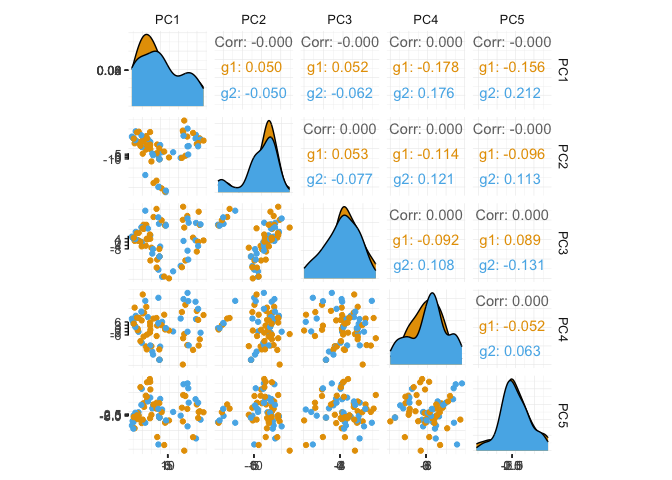 PC1 PC2 PC3 PC4 PC5
Corr: -0.000 Corr: -0.000 Corr: 0.000 Corr: 0.000
g1: 0.050 g1: 0.052 g1: -0.178 g1: -0.156
g2: -0.050 g2: -0.062 g2: 0.176 g2: 0.212
PC1
Corr: 0.000 Corr: 0.000 Corr: -0.000
g1: 0.053 g1: -0.114 g1: -0.096
g2: -0.077 g2: 0.121 g2: 0.113
PC2
Corr: 0.000 Corr: 0.000
g1: -0.092 g1: 0.089
g2: 0.108 g2: -0.131
PC3
Corr: 0.000
g1: -0.052
g2: 0.063
PC4
PC5